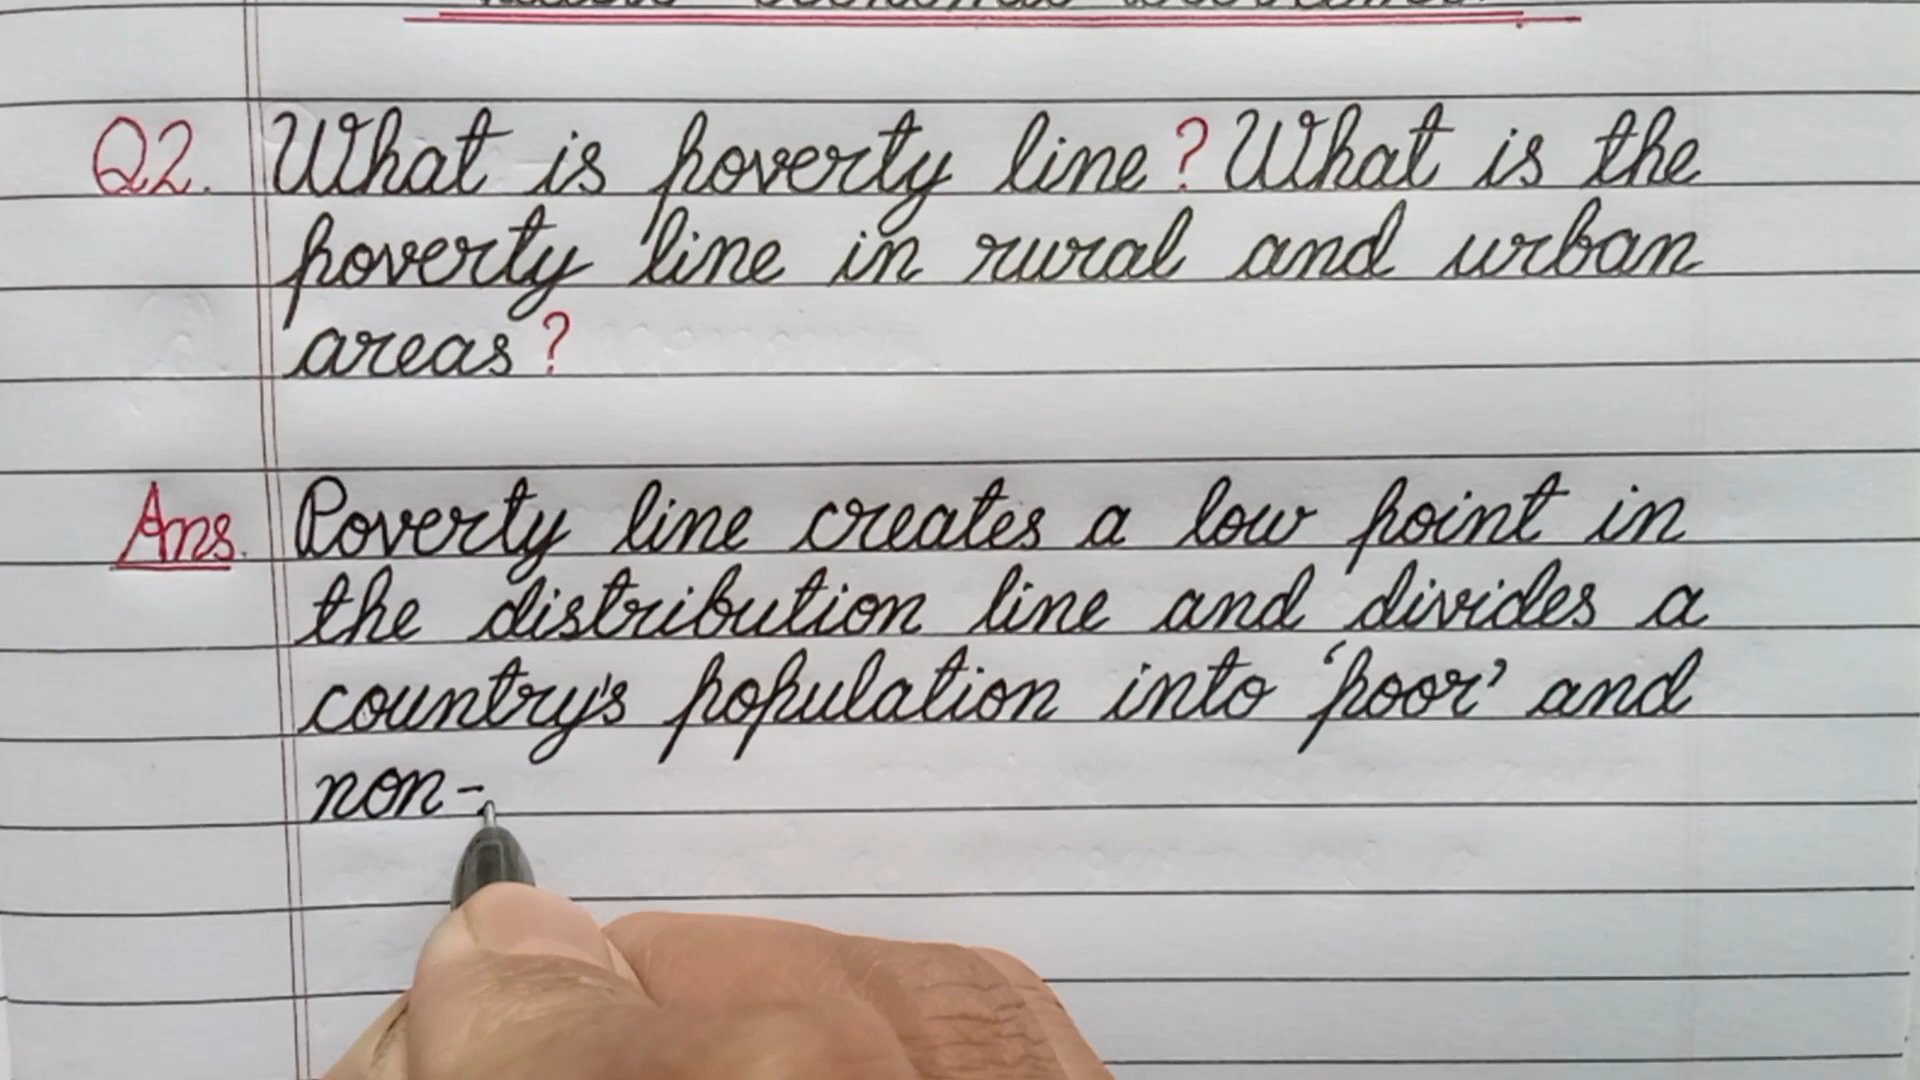 Q2. What is poverty line? What is the
poverty line in rural and urban
areas?
Ans. Poverty line creates a low point in
the distribution line and divides a
country's population into 'poor' and
non-